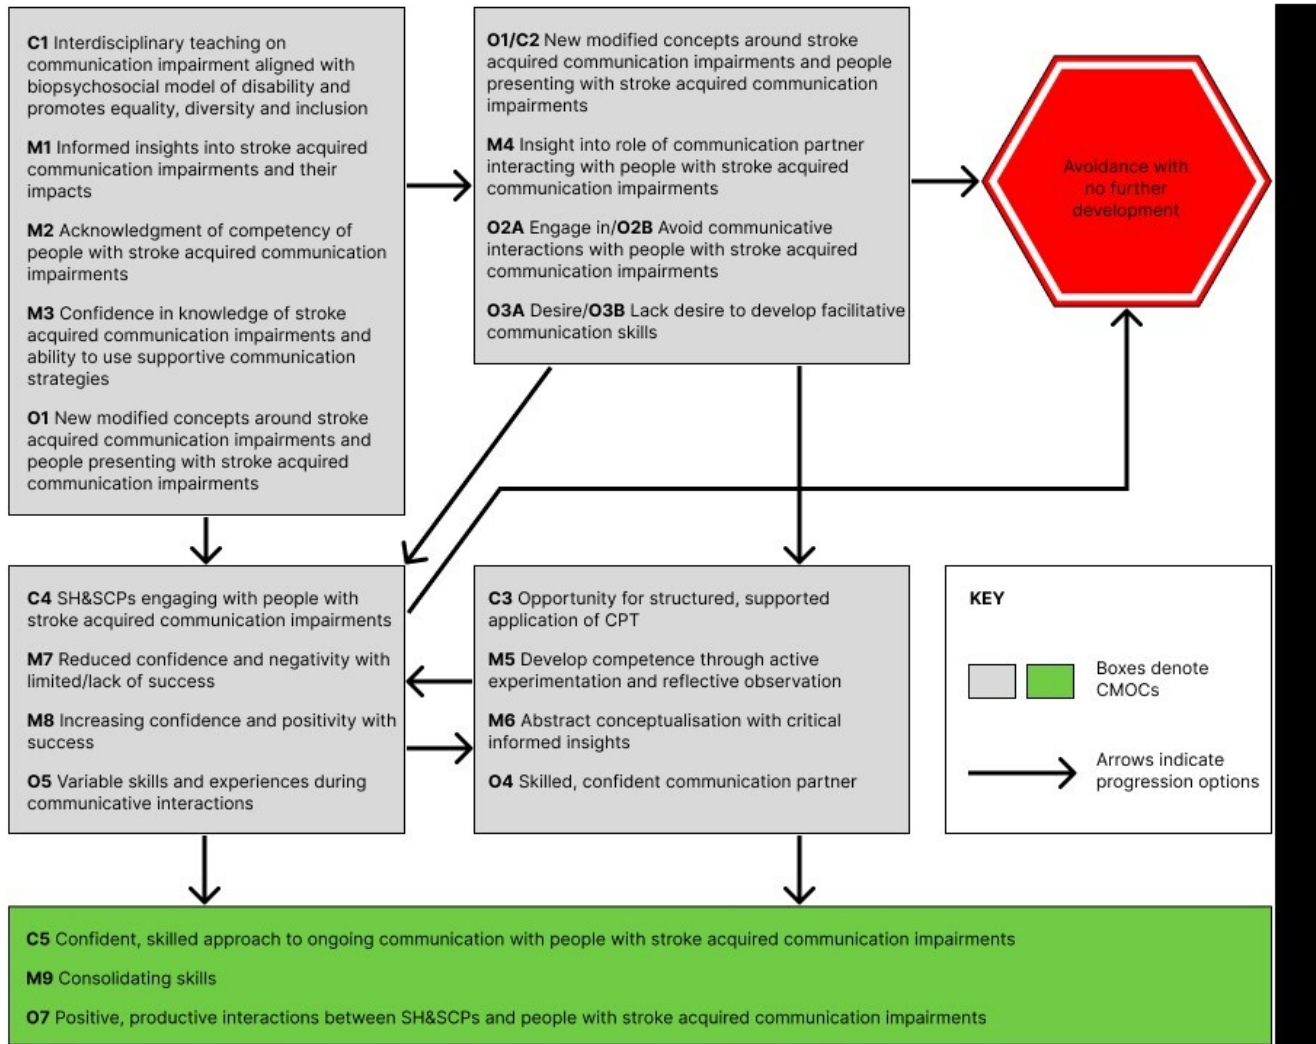 C1 Interdisciplinary teaching on
communication impairment aligned with
biopsychosocial model of disability and
promotes equality, diversity and inclusion
M1 Informed insights into stroke acquired
communication impairments and their
impacts
M2 Acknowledgment of competency of
people with stroke acquired communication
impairments
M3 Confidence in knowledge of stroke
acquired communication impairments and
ability to use supportive communication
strategies
O1 New modified concepts around stroke
acquired communication impairments and
people presenting with stroke acquired
communication impairments
O1/C2 New modified concepts around stroke
acquired communication impairments and people
presenting with stroke acquired communication
impairments
M4 Insight into role of communication partner
interacting with people with stroke acquired
communication impairments
O2A Engage in/O2B Avoid communicative
interactions with people with stroke acquired
communication impairments
O3A Desire/O3B Lack desire to develop facilitative
communication skills
Avoidance with
no further
development
C4 SH&SCPs engaging with people with
stroke acquired communication impairments
M7 Reduced confidence and negativity with
limited/lack of success
M8 Increasing confidence and positivity with
success
O5 Variable skills and experiences during
communicative interactions
C3 Opportunity for structured, supported
application of CPT
M5 Develop competence through active
experimentation and reflective observation
M6 Abstract conceptualisation with critical
informed insights
O4 Skilled, confident communication partner
KEY
Boxes denote
CMOCs
Arrows indicate
progression options
C5 Confident, skilled approach to ongoing communication with people with stroke acquired communication impairments
M9 Consolidating skills
O7 Positive, productive interactions between SH&SCPs and people with stroke acquired communication impairments